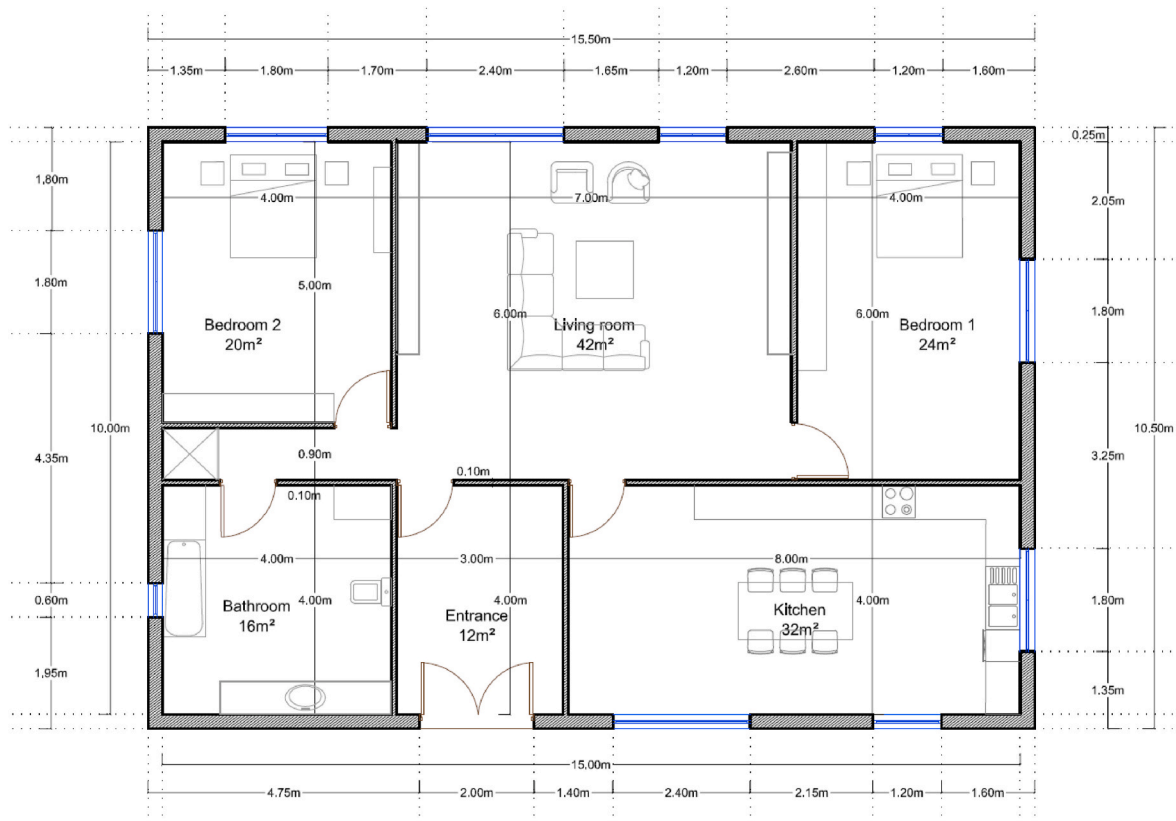 15.50m
1.35m 1.80m 1.70m 2.40m 1.65m 1.20m 2.60m 1.20m 1.60m
0.25m
1,80m
2.05m
4.00m 7.00m 4.00m
1.80m
5,00m
1.80m
6.00m
6.00m
Bedroom 2
20m²
Living room
42m²
Bedroom 1
24m²
10,00m
10.50m
4.35m
0.90m
3.25m
0.10m
0.10m
4.00m 3.00m 8.00m
0.60m
4.00m
4.00m
4.00m
1.80m
Bathroom
16m²
Entrance
12m²
Kitchen
32m²
1.95m
1.35m
15.00m
4.75m 2.00m 1.40m 2.40m 2.15m 1.20m 1.60m